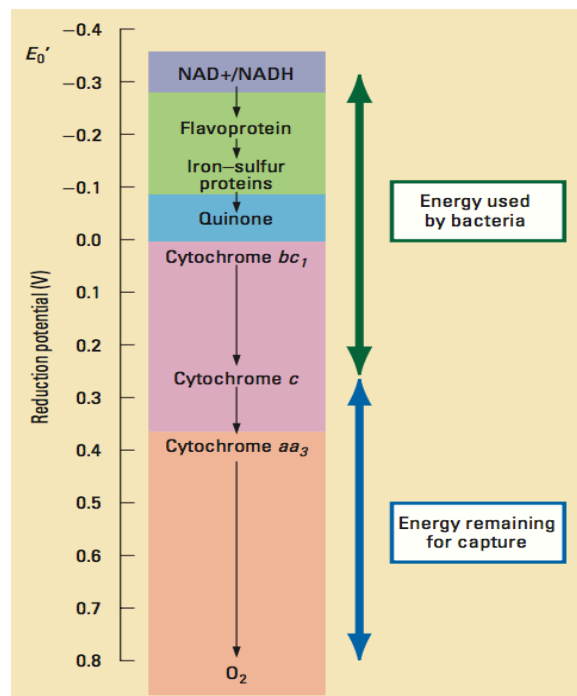 −0.4
E0′
−0.3
−0.2
−0.1
0.0
0.1
0.2
0.3
0.4
0.5
0.6
0.7
0.8
Reduction potential (V)
NAD+/NADH
Flavoprotein
Iron–sulfur
proteins
Quinone
Cytochrome bc1
Cytochrome c
Cytochrome aa3
O2
Energy used
by bacteria
Energy remaining
for capture